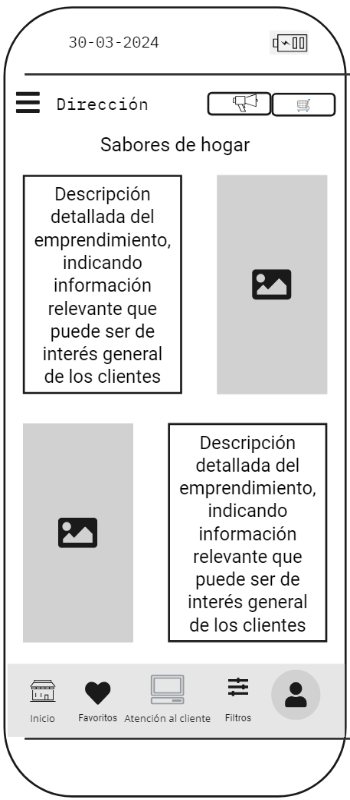 30-03-2024
Dirección
Sabores de hogar
Descripción
detallada del
emprendimiento,
indicando
información
relevante que
puede ser de
interés general
de los clientes
Descripción
detallada del
emprendimiento,
indicando
información
relevante que
puede ser de
interés general
de los clientes
Inicio Favoritos Atención al cliente Filtros